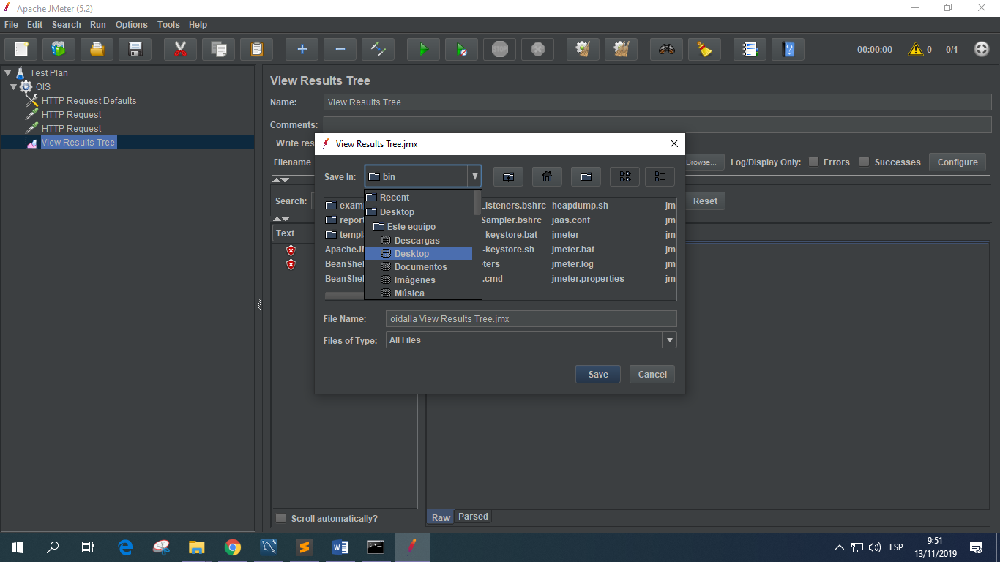 Apache JMeter (5.2)
File Edit Search Run Options Tools Help
00:00:00 0 0/1
Test Plan
OIS
HTTP Request Defaults
HTTP Request
HTTP Request
View Results Tree
View Results Tree
Name: View Results Tree
Comments:
Write res
Filename Browse... Log/Display Only: Errors Successes Configure
Search: Reset
Text
Scroll automatically?
Raw Parsed
View Results Tree.jmx
Save In: bin
Recent
Desktop
Este equipo
Descargas
Desktop
Documentos
Imágenes
Música
exam Listeners.bshrc heapdump.sh jm
report Sampler.bshrc jaas.conf jm
templ -keystore.bat jmeter jm
ApacheJM -keystore.sh jmeter.bat jm
BeanShel ters jmeter.log jm
BeanShel .cmd jmeter.properties jm
File Name: oidalla View Results Tree.jmx
Files of Type: All Files
Save Cancel
ESP
9:51
13/11/2019